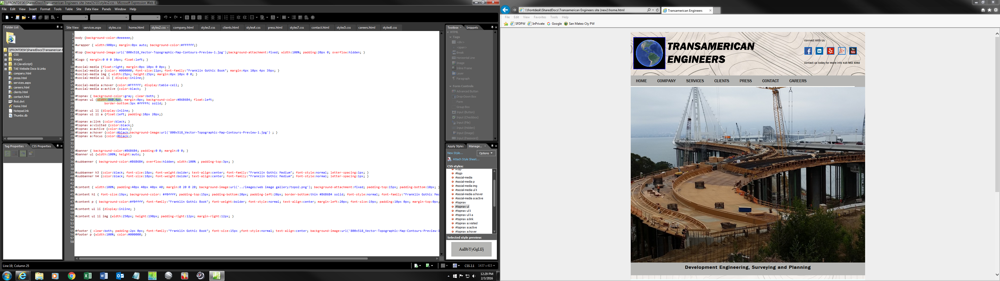 \\FRONTDESK\SharedDocs\Transamerican Engineers site (new)\CSS\styles2.css - Microsoft Expression Web 4
File Edit View Insert Format Tools Table Site Data View Panels Window Help
Folder List
\\FRONTDESK\SharedDocs\Transamerican E
CSS
images
JS (JavaScript)
TAE Website Docs & Links
company.html
press.html
services.aspx
careers.html
clients.html
contact.html
first.dwt
home.html
Notepad.lnk
Thumbs.db
Tag Properties CSS Properties
Site View services.aspx styles.css home.html styles2.css company.html styles3.css clients.html styles4.css press.html styles7.css contact.html styles5.css careers.html styles6.css
1
2 body {background-color:#eeeeee;}
3
4 #wrapper { width:900px; margin:0px auto; background-color:#ffffff;}
5
6 #top {background-image:url('800x518_Vector-Topographic-Map-Contours-Preview-1.jpg');background-attachment:fixed; width:100%; padding:20px 0; overflow:hidden; }
7
8 #logo { margin:0 0 0 10px; float:left; }
9
10 #social-media {float:right; margin:0px 10px 0 0px; }
11 #social-media p {color: #000000; font-size:11px; font-family:"Franklin Gothic Book"; margin:4px 10px 4px 39px; }
12 #social-media img { width:25px; height:25px; margin:0px 10px 0 0; }
13 #social-media ul li { display:inline;}
14
15 #social-media a:hover {color:#FFFFFF; display:table-cell; }
16 #social-media a:active {color:black; }
17
18 #topnav { background-color:gray; clear:both; }
19 #topnav ul {width:860.4px; margin:0px; background-color:#B6B6B4; float:left;
20 border-bottom:3px #fffffc solid; }
21
22 #topnav ul li {display:inline; }
23 #topnav ul li a {float:left; padding:10px 20px;}
24
25 #topnav a:link {color:black; }
26 #topnav a:visited {color:black;}
27 #topnav a:active {color:black;}
28 #topnav a:hover {color:#black;background-image:url('800x518_Vector-Topographic-Map-Contours-Preview-1.jpg') ; }
29 #topnav a:focus {color:#black;}
30
31
32
33 #banner { background-color:#B6B6B4; padding:0 0; margin:0 0; }
34 #banner ul {width:100%; height:auto; }
35
36 #subbanner { background-color:#B6B6B4; overflow:hidden; width:100% ; padding-top:3px; }
37
38
39 #subbanner h3 {color:black; font-size:18px; font-weight:bolder; text-align:center; font-family:"Franklin Gothic Medium"; font-style:normal; letter-spacing:1px; }
40 #subbanner h4 {color:black; font-size:18px; font-weight:bolder; text-align:center; font-family:"Franklin Gothic Medium"; font-style:normal; letter-spacing:1px; }
41
42
43 #content { width:100%; padding:40px 40px 40px 40; margin:0 20 0 20; background-image:url('../images/web image gallery/topo2.png'); background-attachment:fixed; padding-top:15px; padding-bottom:10px; }
44
45 #content h1 { font-size:19px; background-color: #f0ffff; padding-top:15px; padding-bottom:20px; padding-left:20px; border-bottom:thin #B6B6B4 solid; font-style:normal; font-family:"Franklin Gothic Med
46
47 #content p { background-color:#f0ffff; font-family:"Franklin Gothic Book"; font-weight:bolder; font-style:normal; text-align:center; margin-left:20px; font-size:19px; padding:10px 0px; margin-top:0px;
48
49 #content ul li {display:inline; }
50
51 #content ul li img {width:250px; height:190px; padding-right:12px; margin-right:12px; }
52
53
54
55 #footer { clear:both; padding:2px 0px; font-family:"Franklin Gothic Book"; font-size:15px ;font-style:normal; text-align:center; background-image:url('800x518_Vector-Topographic-Map-Contours-Preview-1
56 #footer p {width:100%; color:#000000; }
57
58
Toolbox Snippets
HTML
Tags
<div>
<span>
Break
Horizontal Line
Image
Inline Frame
Layer
Paragraph
Form Controls
Advanced Button
Drop-Down Box
Form
Group Box
Input (Button)
Input (Checkbox)
Input (File)
Input (Hidden)
Input (Image)
Input (Password)
Apply Styles Manage...
New Style... Options
Attach Style Sheet...
CSS styles:
#top
#logo
#social-media
#social-media p
#social-media img
#social-media ul li
#social-media a:hover
#social-media a:active
#topnav
#topnav ul
#topnav ul li
#topnav ul li a
#topnav a:link
#topnav a:visited
#topnav a:active
#topnav a:hover
Selected style preview:
AaBbYyGgLlJj
Line 19, Column 25
CSS 2.1 1437 x 415
12:29 PM
2/3/2016
\\frontdesk\SharedDocs\Transamerican Engineers site (new)\home.html
Transamerican Engineers
File Edit View Favorites Tools Help
SFDPW InPrivate Google San Mateo Cty PW
TRANSAMERICAN
ENGINEERS
Connect With Us
contact us today for more info 415 553 4092
HOME COMPANY SERVICES CLIENTS PRESS CONTACT CAREERS
Development Engineering, Surveying and Planning